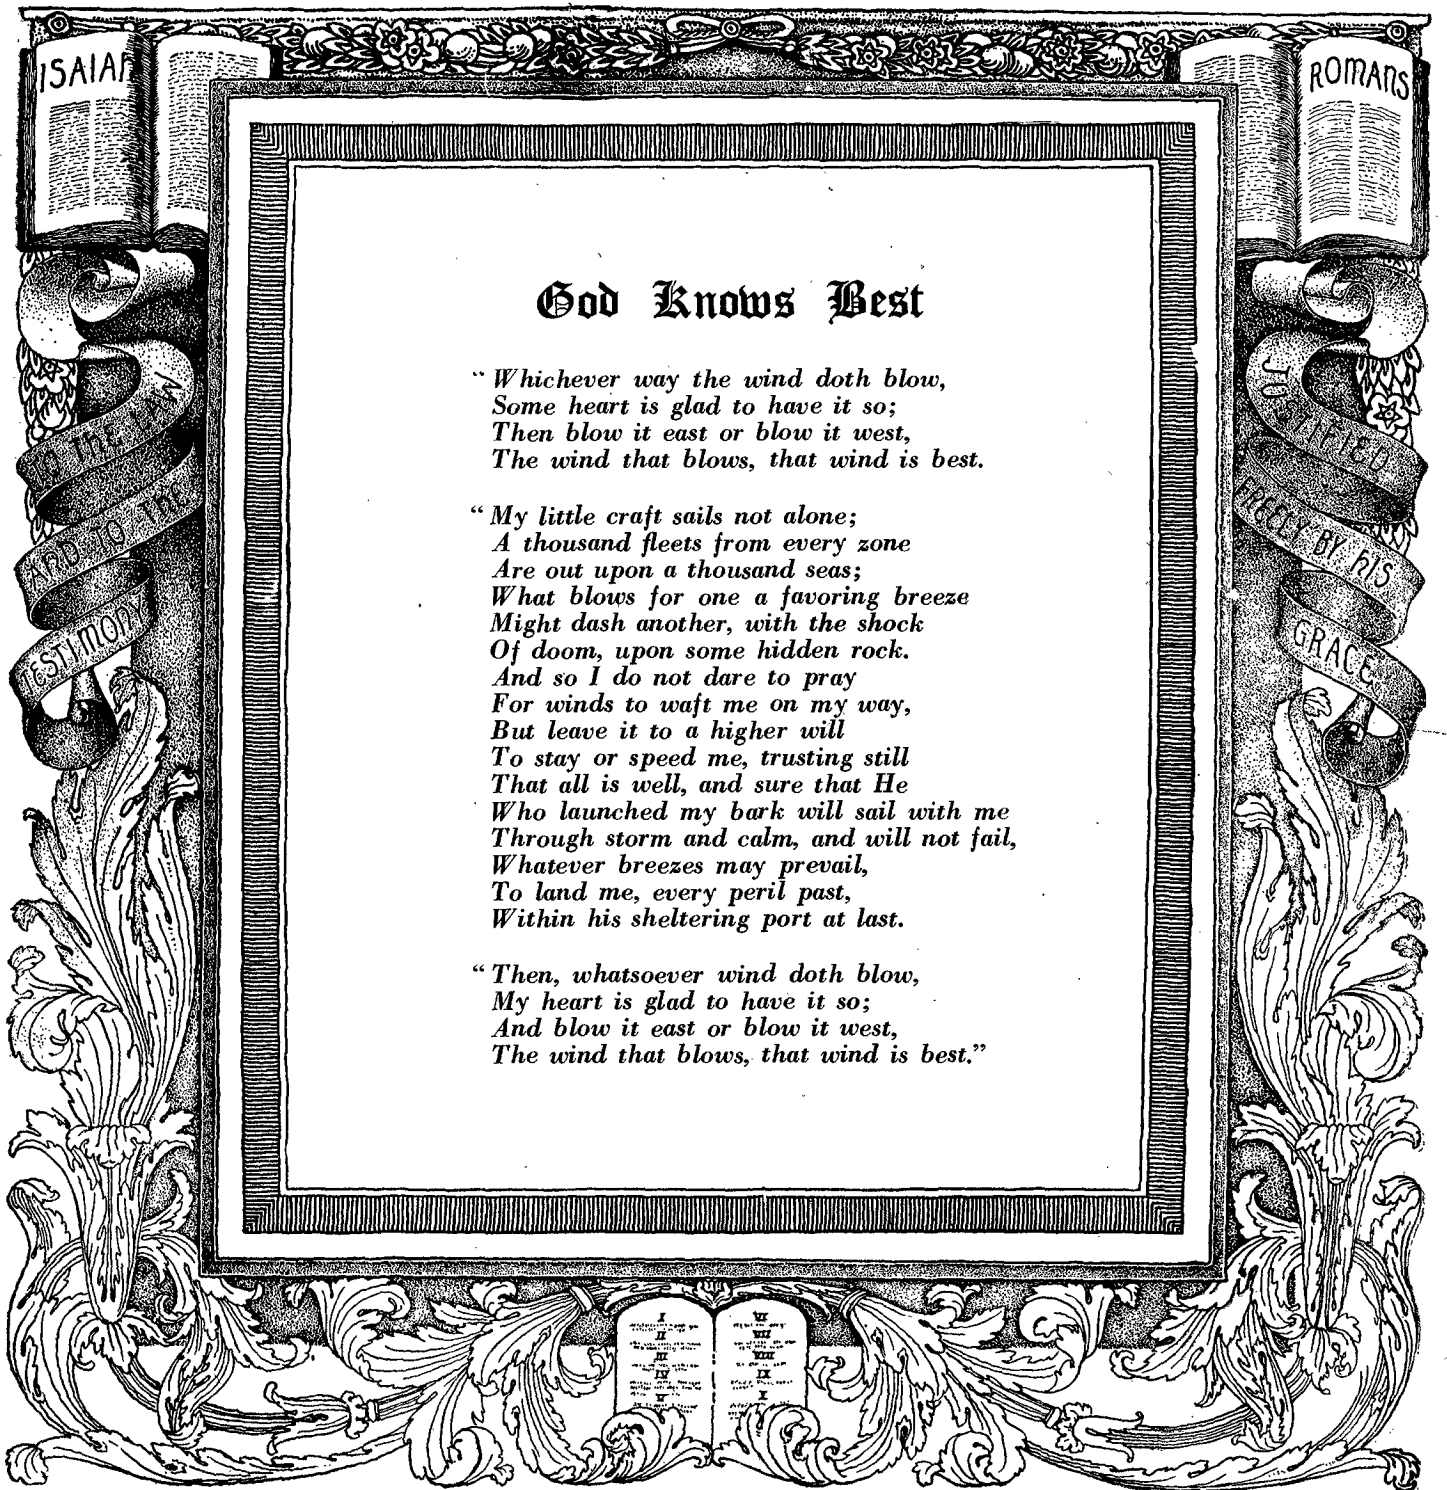 ISAIAH
ROMANS
TO THE LAW
AND TO THE
TESTIMONY
JUSTIFIED
FREELY BY HIS
GRACE
God Knows Best
“Whichever way the wind doth blow,
Some heart is glad to have it so;
Then blow it east or blow it west,
The wind that blows, that wind is best.
“My little craft sails not alone;
A thousand fleets from every zone
Are out upon a thousand seas;
What blows for one a favoring breeze
Might dash another, with the shock
Of doom, upon some hidden rock.
And so I do not dare to pray
For winds to waft me on my way,
But leave it to a higher will
To stay or speed me, trusting still
That all is well, and sure that He
Who launched my bark will sail with me
Through storm and calm, and will not fail,
Whatever breezes may prevail,
To land me, every peril past,
Within his sheltering port at last.
“Then, whatsoever wind doth blow,
My heart is glad to have it so;
And blow it east or blow it west,
The wind that blows, that wind is best.”
I
II
III
IV
V
VI
VII
VIII
IX
X